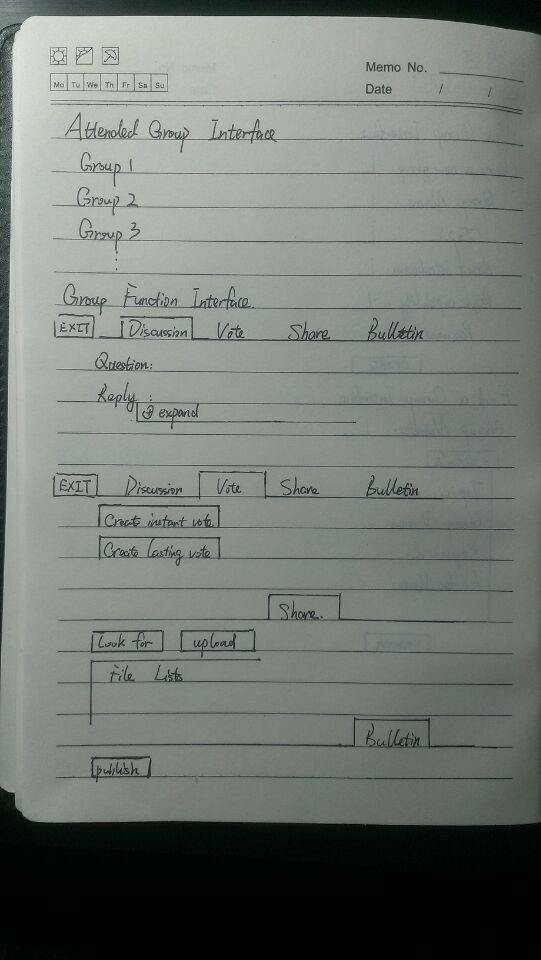 Memo No.
Mo Tu We Th Fr Sa Su
Date / /
Attended Group Interface
Group 1
Group 2
Group 3
Group Function Interface.
EXIT Discussion Vote Share Bulletin
Question:
Reply :
expand
EXIT Discussion Vote Share Bulletin
Create instant vote
Create lasting vote
Share.
Look for upload
File Lists
Bulletin
publish